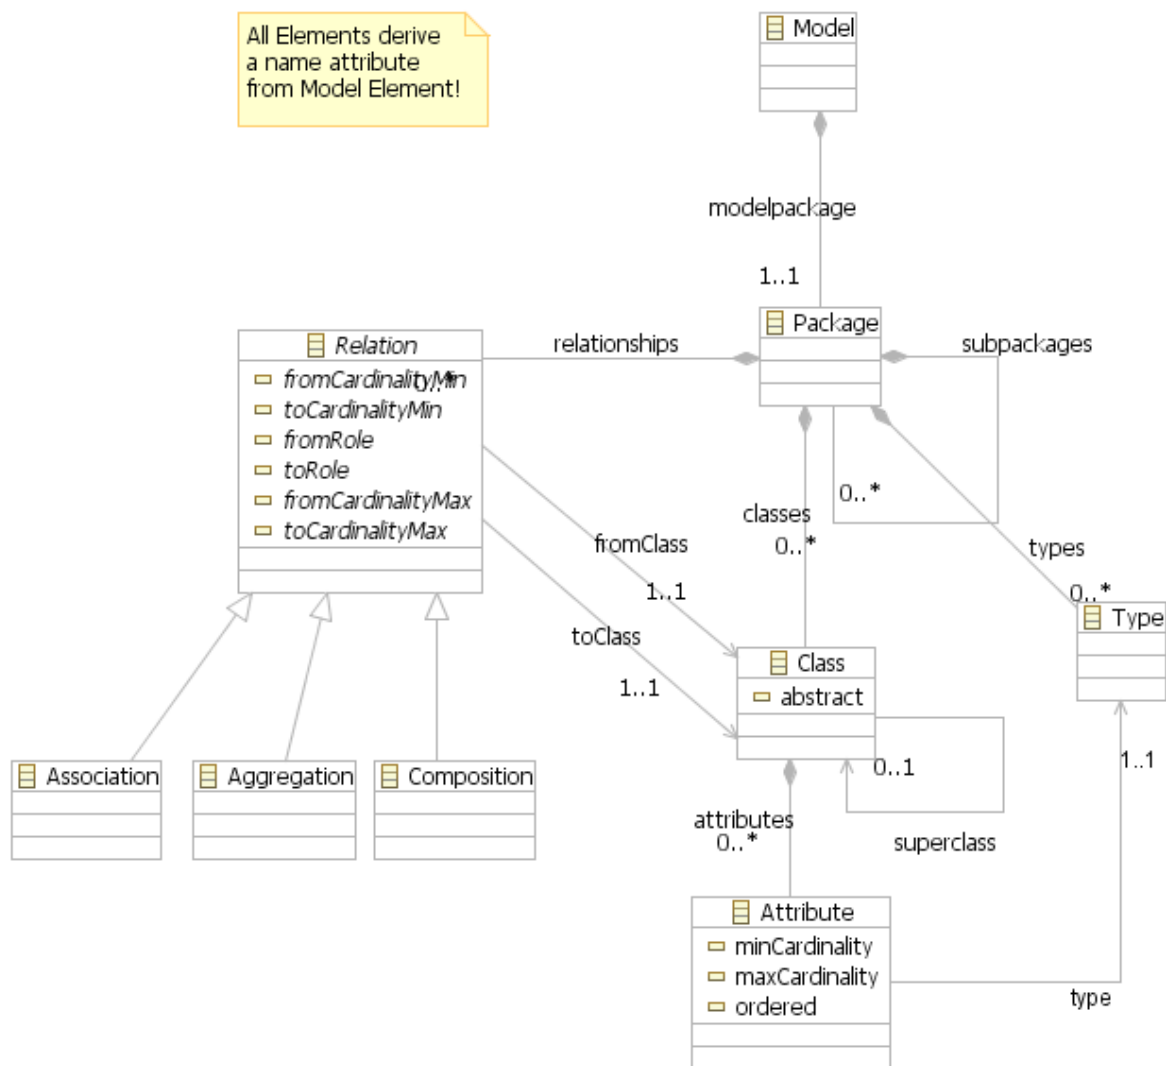 All Elements derive
a name attribute
from Model Element!
Model
modelpackage
1..1
Package
relationships
subpackages
Relation
fromCardinalityMin
0..*
toCardinalityMin
fromRole
toRole
fromCardinalityMax
toCardinalityMax
0..*
classes
0..*
fromClass
types
1..1
0..*
Type
toClass
Class
1..1
abstract
Association
Aggregation
Composition
0..1
1..1
attributes
0..*
superclass
Attribute
minCardinality
maxCardinality
ordered
type